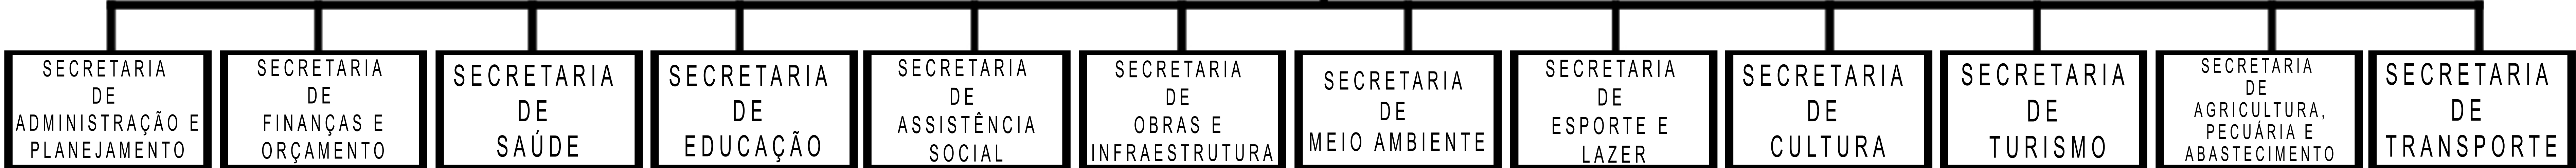 SECRETARIA
DE
ADMINISTRAÇÃO E
PLANEJAMENTO
SECRETARIA
DE
FINANÇAS E
ORÇAMENTO
SECRETARIA
DE
SAÚDE
SECRETARIA
DE
EDUCAÇÃO
SECRETARIA
DE
ASSISTÊNCIA
SOCIAL
SECRETARIA
DE
OBRAS E
INFRAESTRUTURA
SECRETARIA
DE
MEIO AMBIENTE
SECRETARIA
DE
ESPORTE E
LAZER
SECRETARIA
DE
CULTURA
SECRETARIA
DE
TURISMO
SECRETARIA
DE
AGRICULTURA,
PECUÁRIA E
ABASTECIMENTO
SECRETARIA
DE
TRANSPORTE